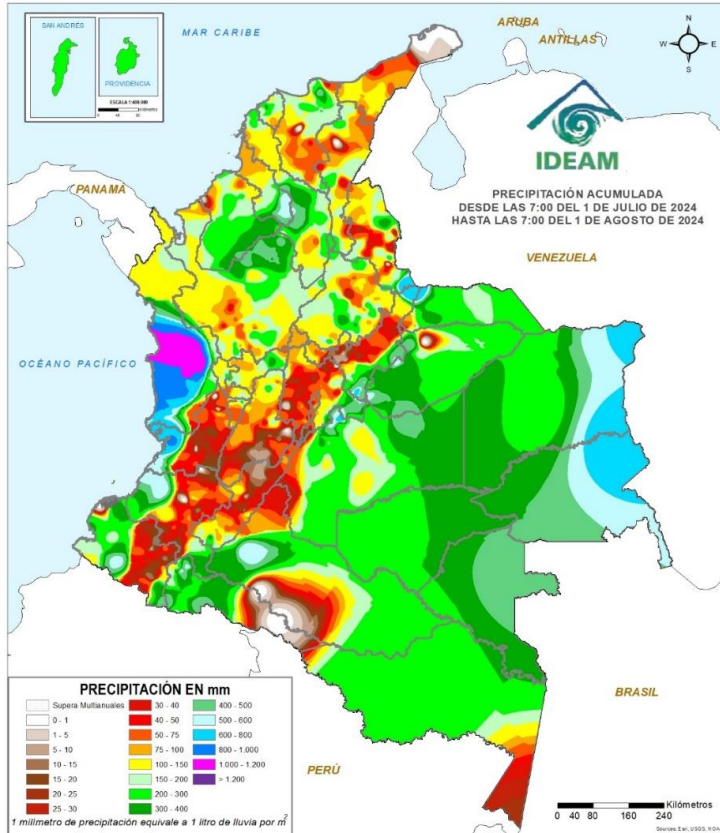 SAN ANDRÉS
PROVIDENCIA
MAR CARIBE
ARUBA
ANTILLAS
N
W
E
S
IDEAM
PRECIPITACIÓN ACUMULADA
DESDE LAS 7:00 DEL 1 DE JULIO DE 2024
HASTA LAS 7:00 DEL 1 DE AGOSTO DE 2024
PANAMÁ
VENEZUELA
OCÉANO PACÍFICO
BRASIL
PERÚ
PRECIPITACIÓN EN mm
Supera Multianuales
0 - 1
1 - 5
5 - 10
10 - 15
15 - 20
20 - 25
25 - 30
30 - 40
40 - 50
50 - 75
75 - 100
100 - 150
150 - 200
200 - 300
300 - 400
400 - 500
500 - 600
600 - 800
800 - 1.000
1.000 - 1.200
> 1.200
1 milímetro de precipitación equivale a 1 litro de lluvia por m2
0 40 80 160 240 Kilómetros